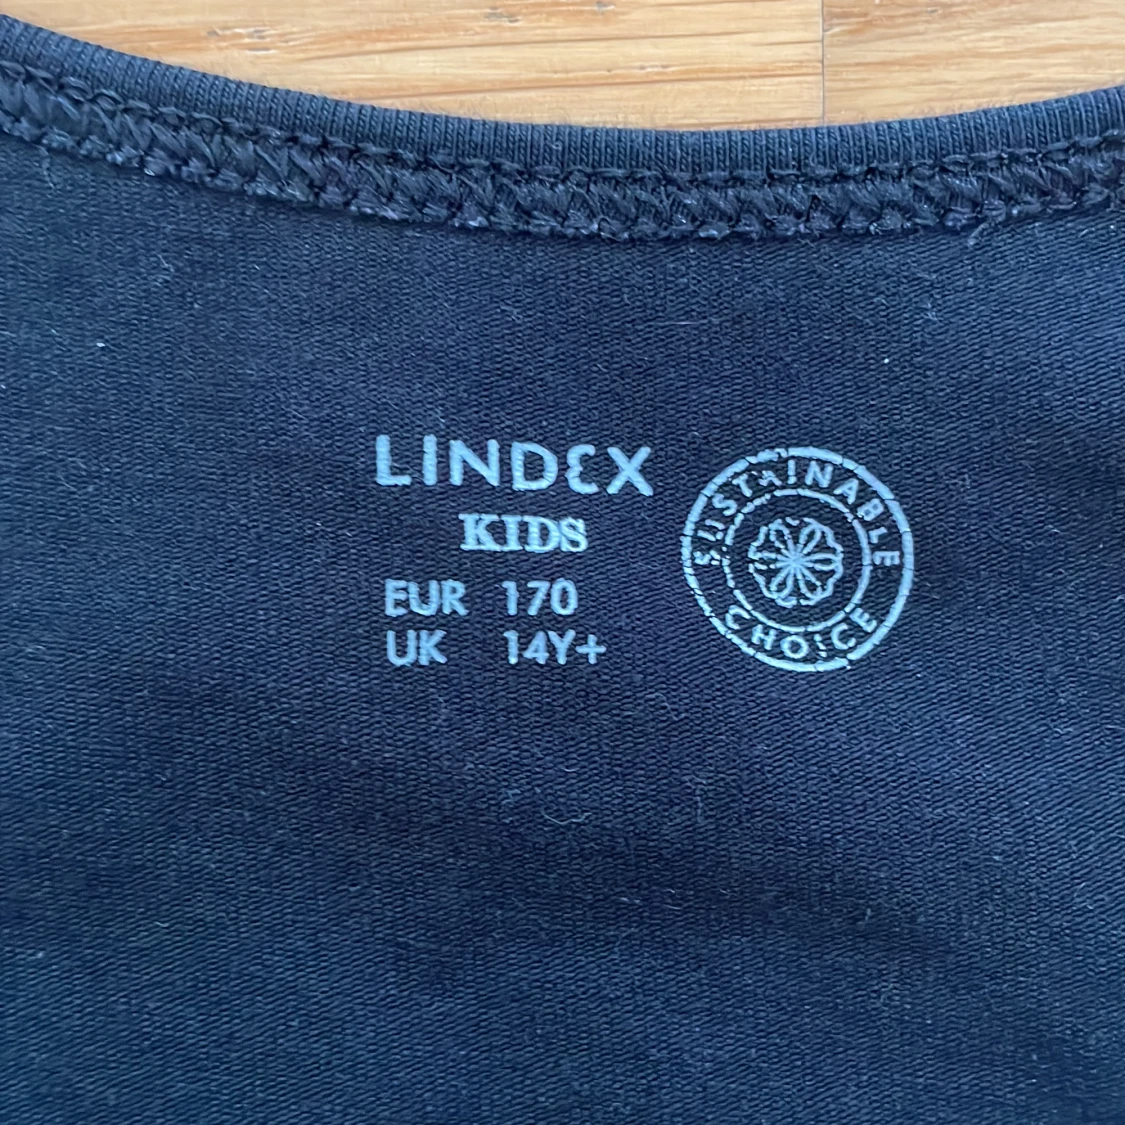 LINDEX
KIDS
EUR 170
UK 14Y+
SUSTAINABLE
CHOICE